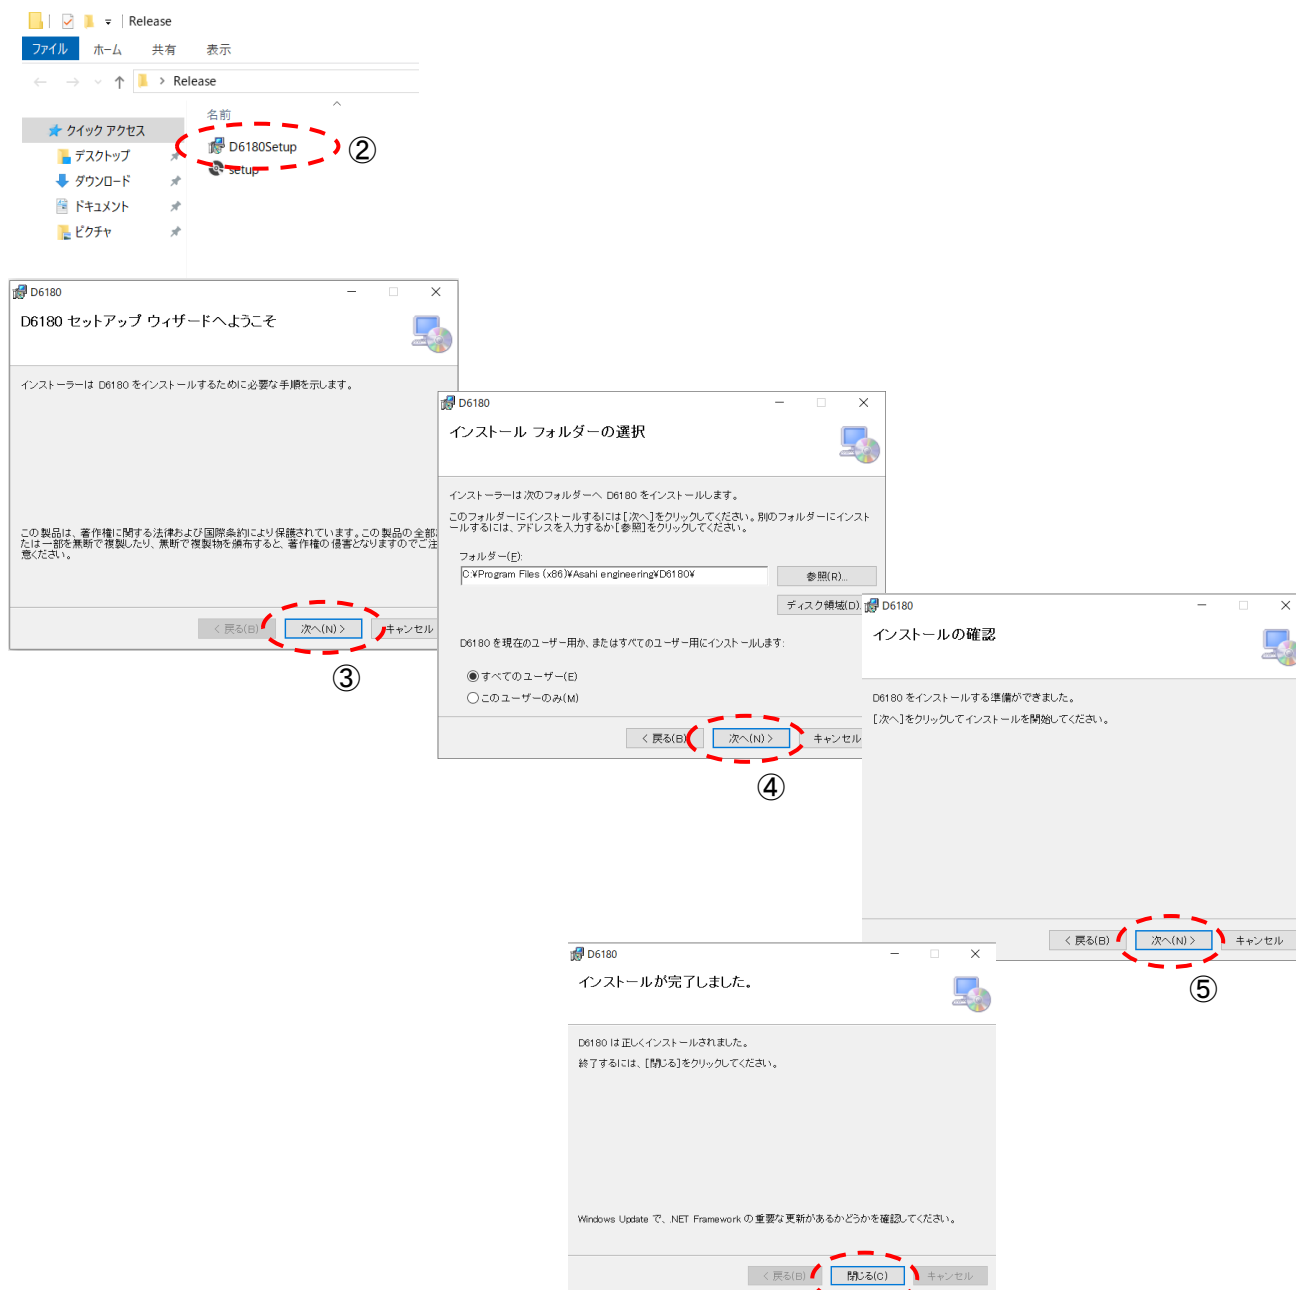 Release
ファイル ホーム 共有 表示
Release
名前
クイック アクセス
デスクトップ
ダウンロード
ドキュメント
ピクチャ
D6180Setup
setup
②
D6180
D6180 セットアップ ウィザードへようこそ
インストーラーは D6180 をインストールするために必要な手順を示します。
この製品は、著作権に関する法律および国際条約により保護されています。この製品の全部
たは一部を無断で複製したり、無断で複製物を頒布すると、著作権の侵害となりますのでご注
意ください。
< 戻る(B) 次へ(N) > キャンセル
③
D6180
インストール フォルダーの選択
インストーラーは次のフォルダーへ D6180 をインストールします。
このフォルダーにインストールするには[次へ]をクリックしてください。別のフォルダーにインスト
ールするには、アドレスを入力するか[参照]をクリックしてください。
フォルダー(F):
C:¥Program Files (x86)¥Asahi engineering¥D6180¥ 参照(R)...
ディスク領域(D)
D6180 を現在のユーザー用か、またはすべてのユーザー用にインストールします:
すべてのユーザー(E)
このユーザーのみ(M)
< 戻る(B) 次へ(N) > キャンセル
④
D6180
インストールの確認
D6180 をインストールする準備ができました。
[次へ]をクリックしてインストールを開始してください。
< 戻る(B) 次へ(N) > キャンセル
⑤
D6180
インストールが完了しました。
D6180 は正しくインストールされました。
終了するには、[閉じる]をクリックしてください。
Windows Update で、.NET Framework の重要な更新があるかどうかを確認してください。
< 戻る(B) 閉じる(C) キャンセル